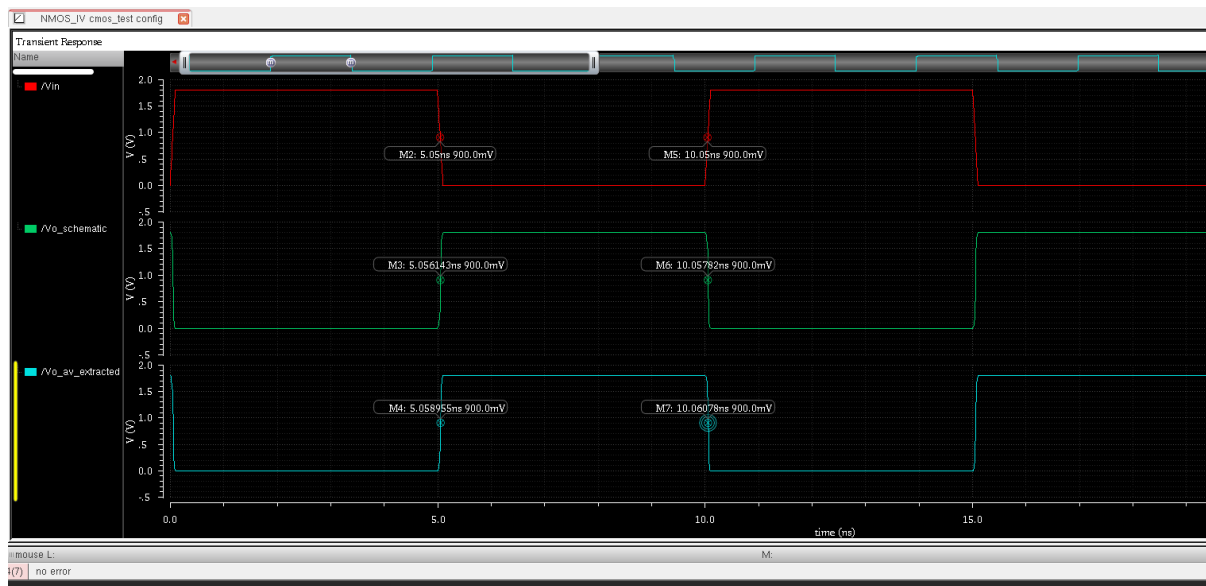 NMOS_IV cmos_test config
Transient Response
Name
/Vin
2.0
1.5
1.0
.5
0.0
-.5
V (V)
M2: 5.05ns 900.0mV
M5: 10.05ns 900.0mV
/Vo_schematic
2.0
1.5
1.0
.5
0.0
-.5
V (V)
M3: 5.056143ns 900.0mV
M6: 10.05782ns 900.0mV
/Vo_av_extracted
2.0
1.5
1.0
.5
0.0
-.5
V (V)
M4: 5.058955ns 900.0mV
M7: 10.06078ns 900.0mV
0.0 5.0 10.0 15.0
time (ns)
mouse L: M:
4(7) no error